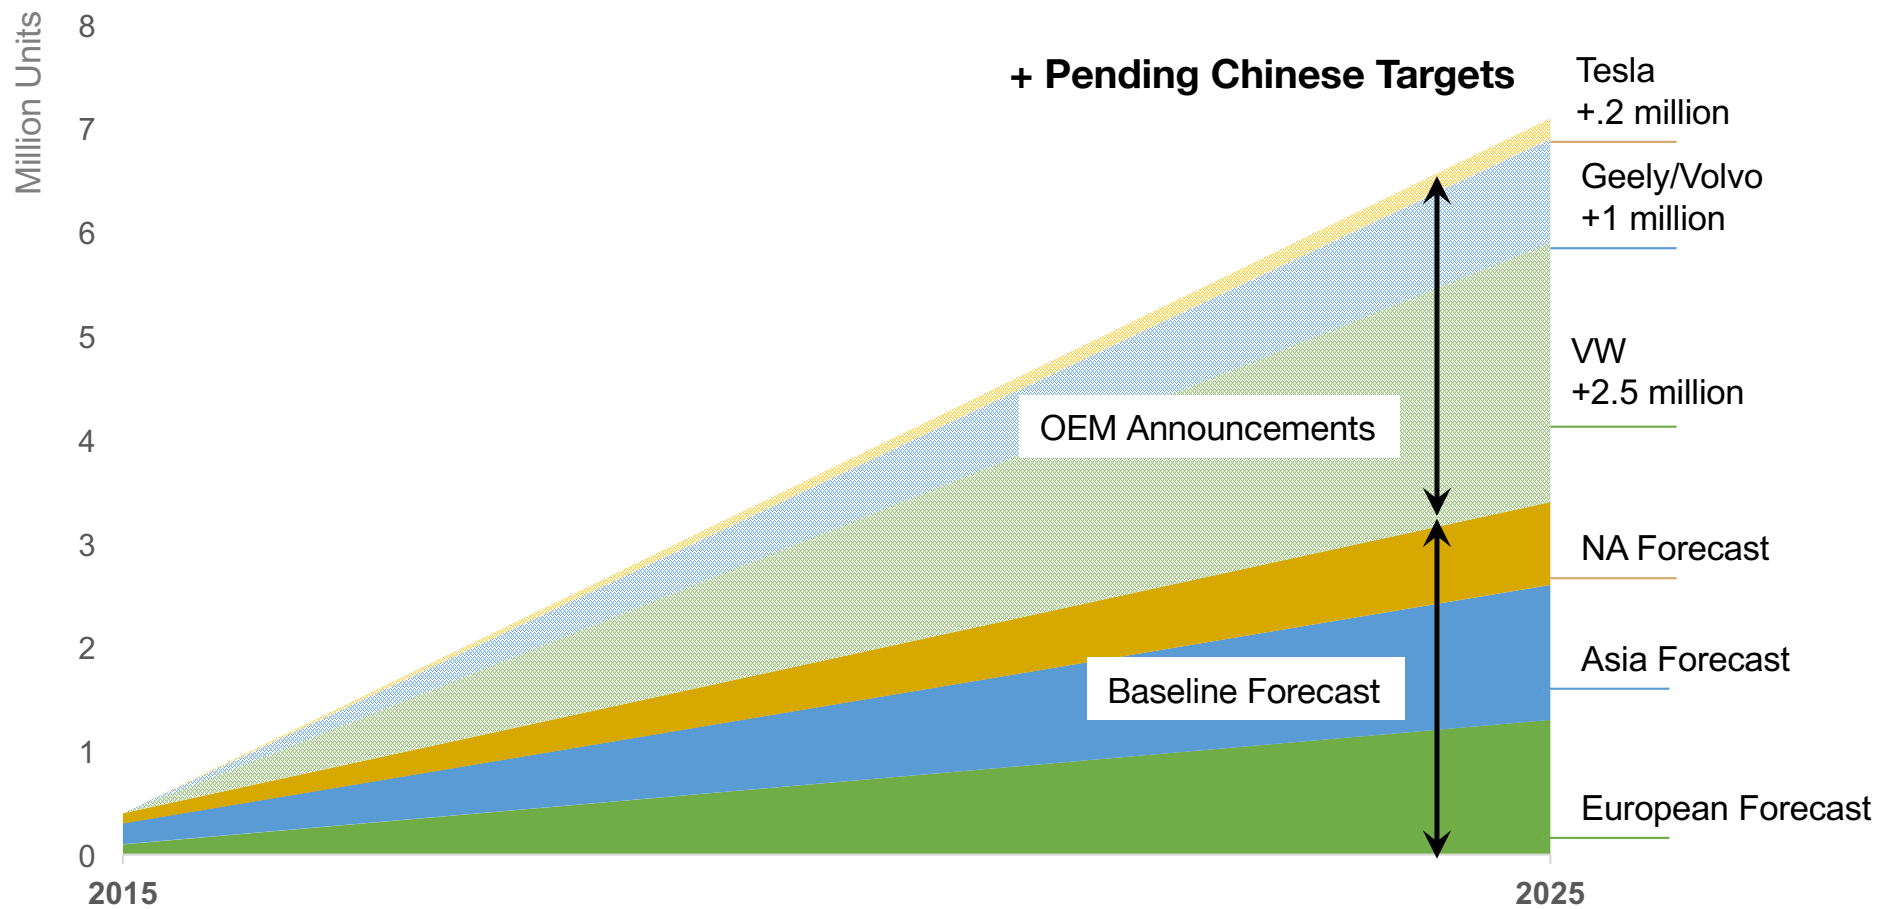 Million Units
8
7
6
5
4
3
2
1
0
2015
2025
+ Pending Chinese Targets
Tesla
+.2 million
Geely/Volvo
+1 million
VW
+2.5 million
OEM Announcements
NA Forecast
Asia Forecast
Baseline Forecast
European Forecast